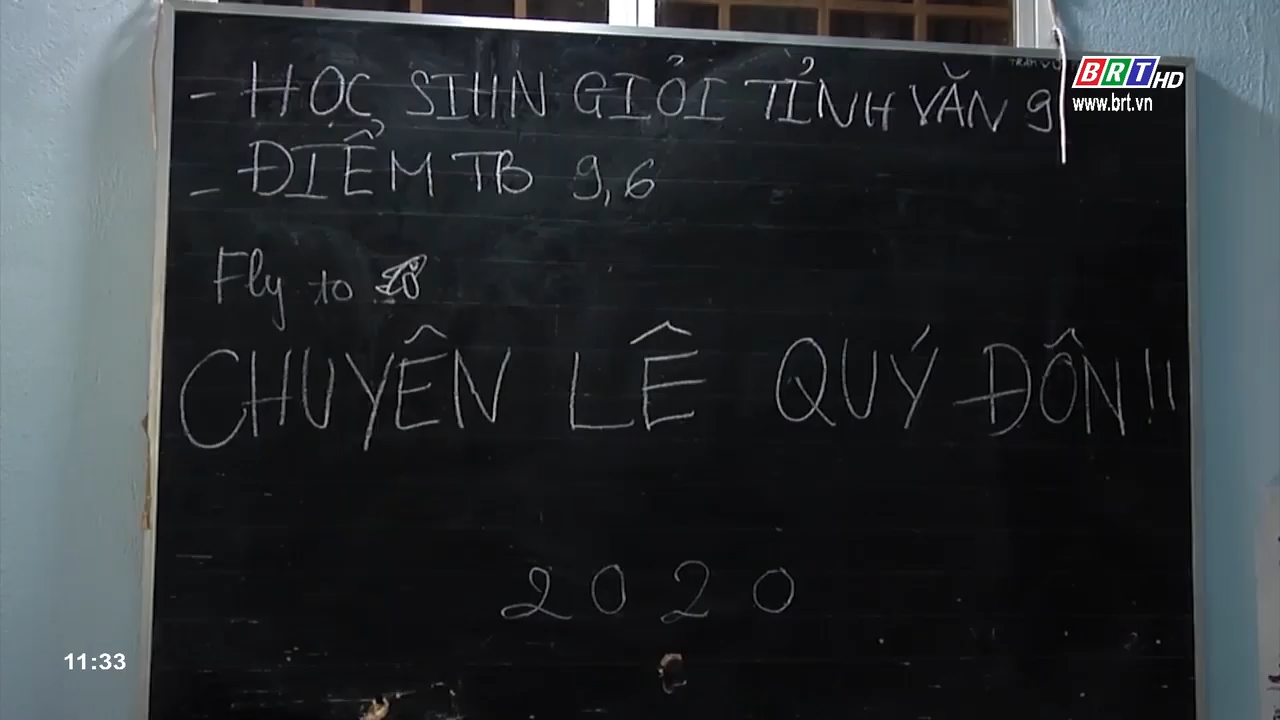 BRT HD
www.brt.vn
- HỌC SIHN GIỎI TỈNH VĂN 9
- ĐIỂM TB 9,6
Fly to
CHUYÊN LÊ QUÝ ĐÔN!!
2020
11:33